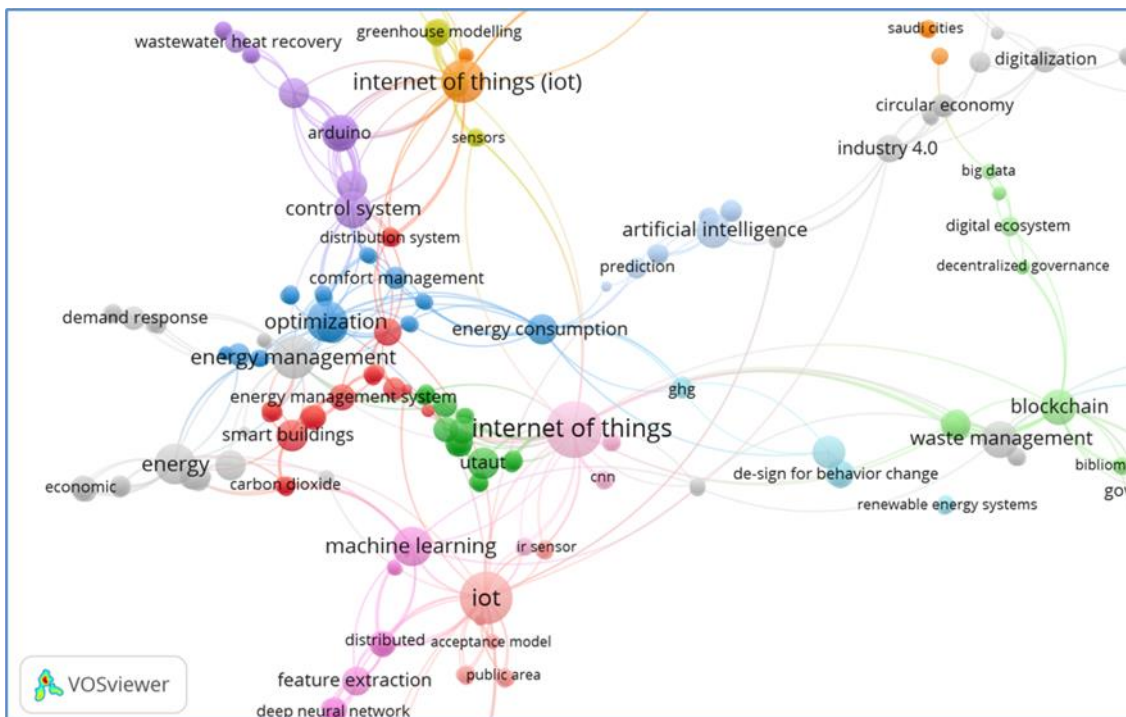 greenhouse modelling
saudi cities
wastewater heat recovery
digitalization
internet of things (iot)
circular economy
arduino
sensors
industry 4.0
big data
control system
artificial intelligence
digital ecosystem
distribution system
prediction
decentralized governance
comfort management
demand response
optimization
energy consumption
energy management
ghg
energy management system
blockchain
internet of things
smart buildings
waste management
energy
utaut
bibliom
de-sign for behavior change
cnn
economic
carbon dioxide
gov
renewable energy systems
machine learning
ir sensor
iot
distributed
acceptance model
public area
feature extraction
VOSviewer
deep neural network